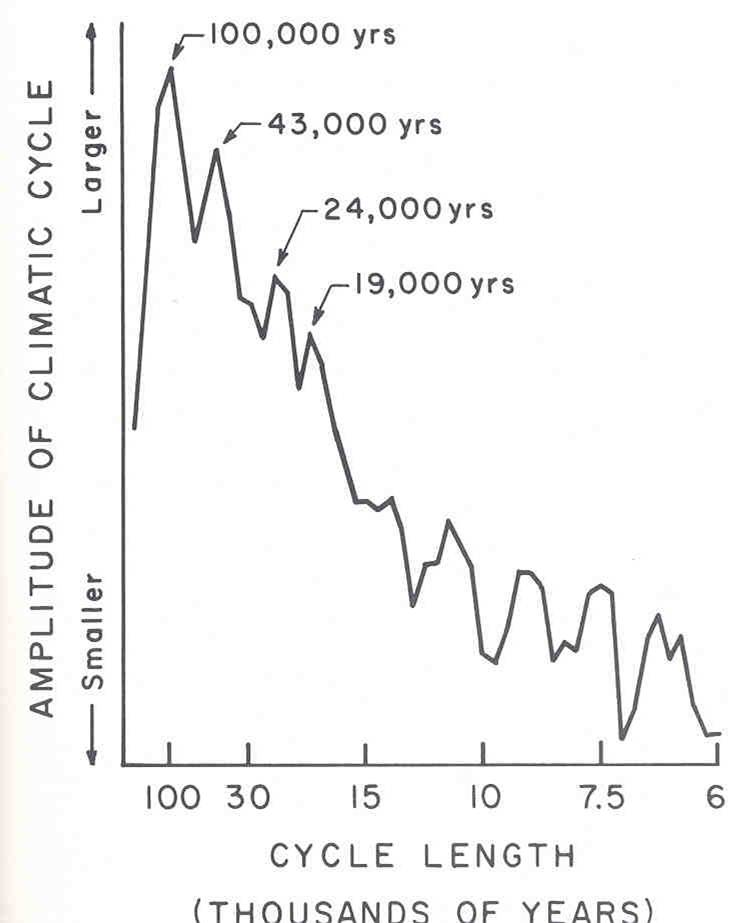 100,000 yrs
43,000 yrs
24,000 yrs
19,000 yrs
AMPLITUDE OF CLIMATIC CYCLE
Larger
Smaller
100 30 15 10 7.5 6
CYCLE LENGTH
(THOUSANDS OF YEARS)